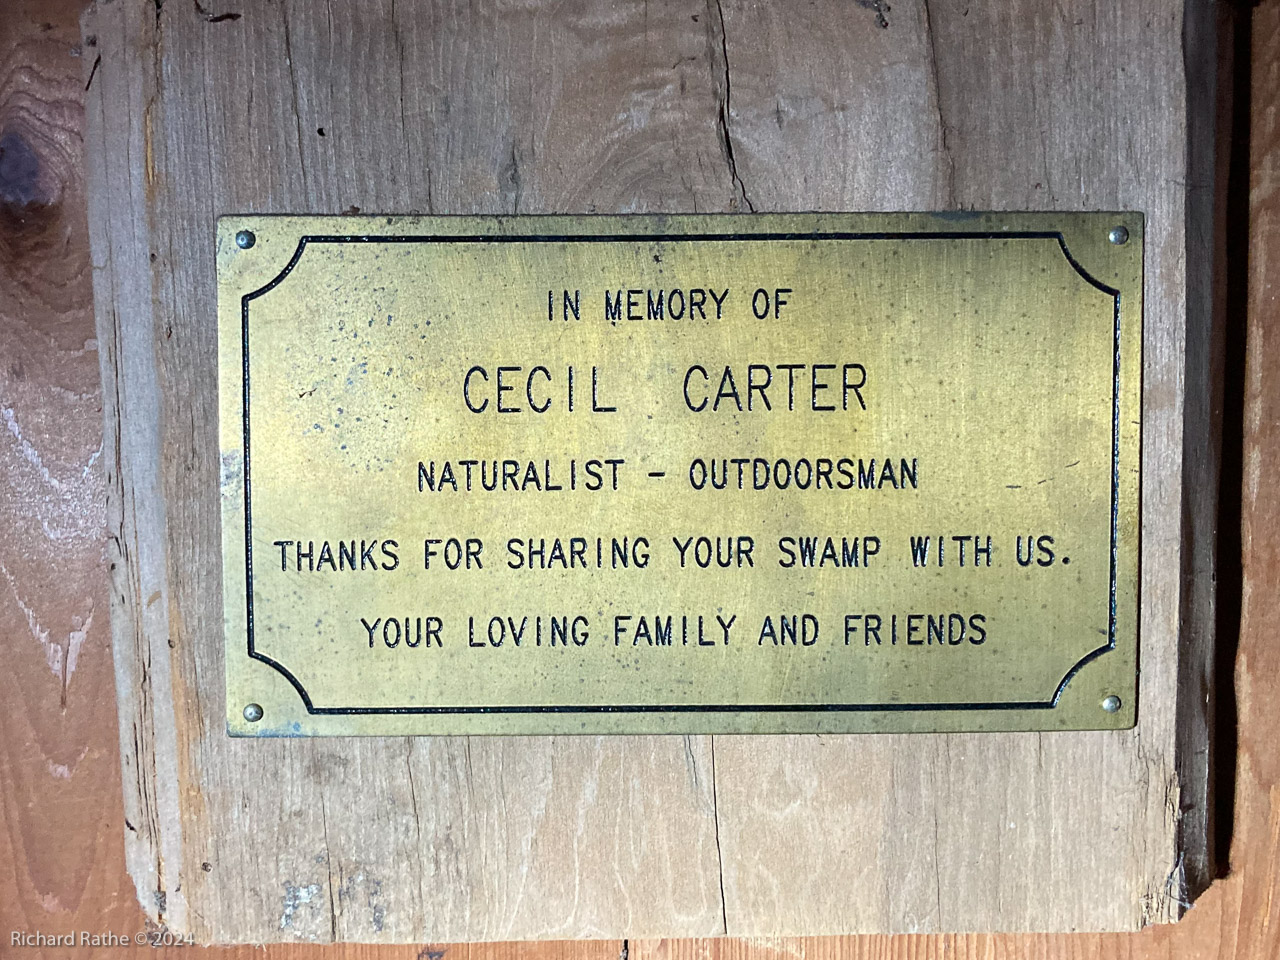 IN MEMORY OF
CECIL CARTER
NATURALIST - OUTDOORSMAN
THANKS FOR SHARING YOUR SWAMP WITH US.
YOUR LOVING FAMILY AND FRIENDS
Richard Rathe © 2024